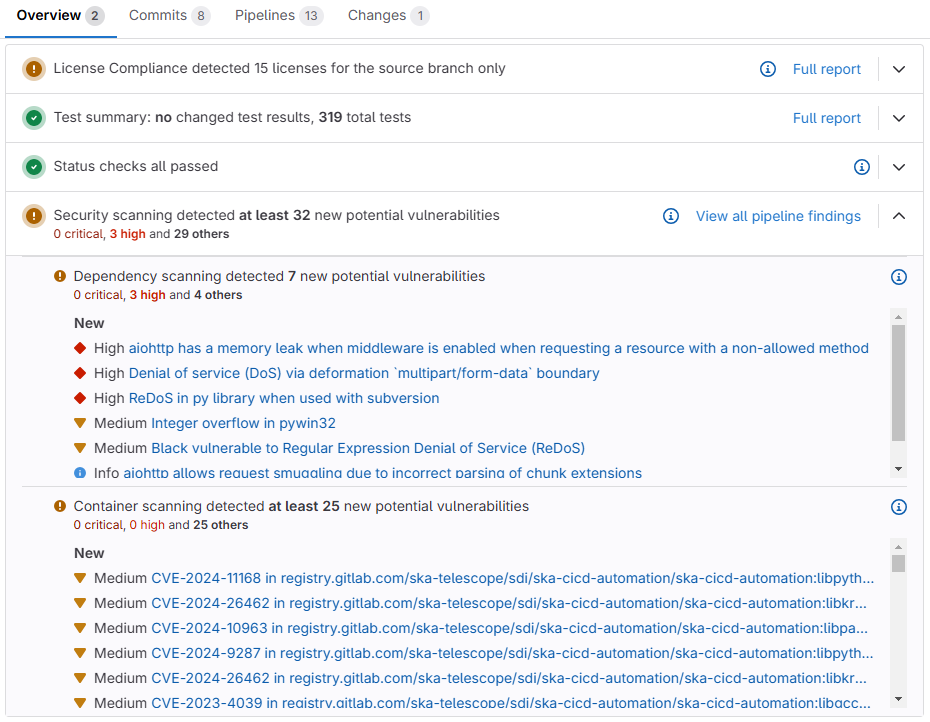 Overview 2 Commits 8 Pipelines 13 Changes 1
License Compliance detected 15 licenses for the source branch only Full report
Test summary: no changed test results, 319 total tests Full report
Status checks all passed
Security scanning detected at least 32 new potential vulnerabilities View all pipeline findings
0 critical, 3 high and 29 others
Dependency scanning detected 7 new potential vulnerabilities
0 critical, 3 high and 4 others
New
High aiohttp has a memory leak when middleware is enabled when requesting a resource with a non-allowed method
High Denial of service (DoS) via deformation `multipart/form-data` boundary
High ReDoS in py library when used with subversion
Medium Integer overflow in pywin32
Medium Black vulnerable to Regular Expression Denial of Service (ReDoS)
Info aiohttp allows request smuggling due to incorrect parsing of chunk extensions
Container scanning detected at least 25 new potential vulnerabilities
0 critical, 0 high and 25 others
New
Medium CVE-2024-11168 in registry.gitlab.com/ska-telescope/sdi/ska-cicd-automation/ska-cicd-automation:libpyth...
Medium CVE-2024-26462 in registry.gitlab.com/ska-telescope/sdi/ska-cicd-automation/ska-cicd-automation:libkr...
Medium CVE-2024-10963 in registry.gitlab.com/ska-telescope/sdi/ska-cicd-automation/ska-cicd-automation:libpa...
Medium CVE-2024-9287 in registry.gitlab.com/ska-telescope/sdi/ska-cicd-automation/ska-cicd-automation:libpyth...
Medium CVE-2024-26462 in registry.gitlab.com/ska-telescope/sdi/ska-cicd-automation/ska-cicd-automation:libkr...
Medium CVE-2023-4039 in registry.gitlab.com/ska-telescope/sdi/ska-cicd-automation/ska-cicd-automation:libgcc...